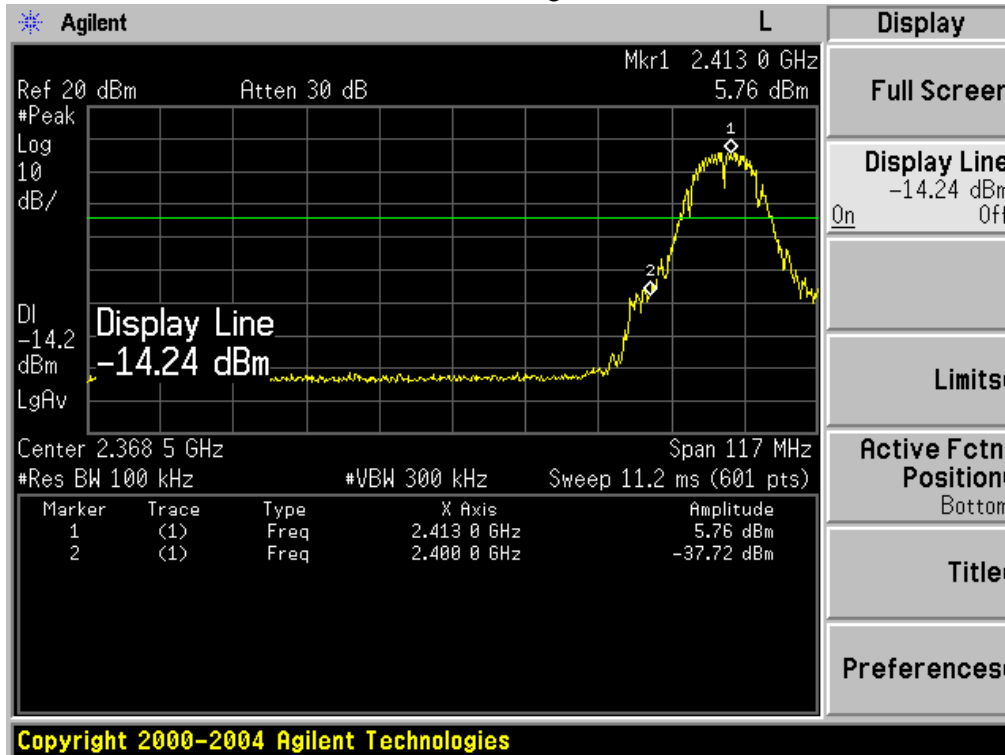 Agilent L Display
Mkr1 2.413 0 GHz
Ref 20 dBm Atten 30 dB 5.76 dBm
#Peak
Log
10
dB/
1
2
DI
-14.2
dBm
LgAv
Display Line
-14.24 dBm
Center 2.368 5 GHz Span 117 MHz
#Res BW 100 kHz #VBW 300 kHz Sweep 11.2 ms (601 pts)
Marker Trace Type X Axis Amplitude
1 (1) Freq 2.413 0 GHz 5.76 dBm
2 (1) Freq 2.400 0 GHz -37.72 dBm
Full Screen
Display Line
-14.24 dBm
On Off
Limits
Active Fctn
Position
Bottom
Title
Preferences
Copyright 2000-2004 Agilent Technologies